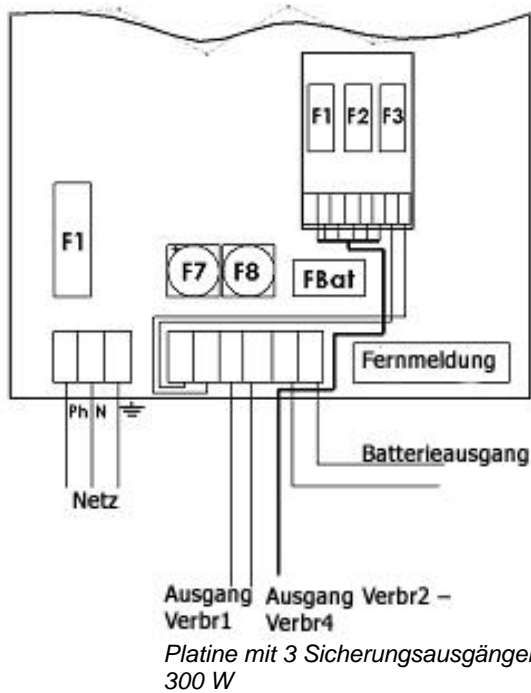 F1 F2 F3
F1
F7 F8 FBat
Fernmeldung
Ph N
Batterieausgang
Netz
Ausgang Verbr1
Ausgang Verbr2 –
Verbr4
Platine mit 3 Sicherungsausgänge
300 W